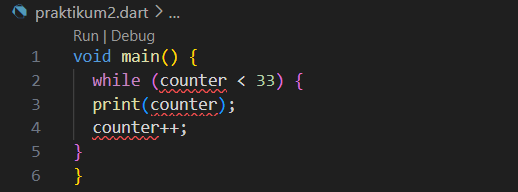 praktikum2.dart > ...
Run | Debug
1 void main() {
2   while (counter < 33) {
3   print(counter);
4   counter++;
5 }
6 }